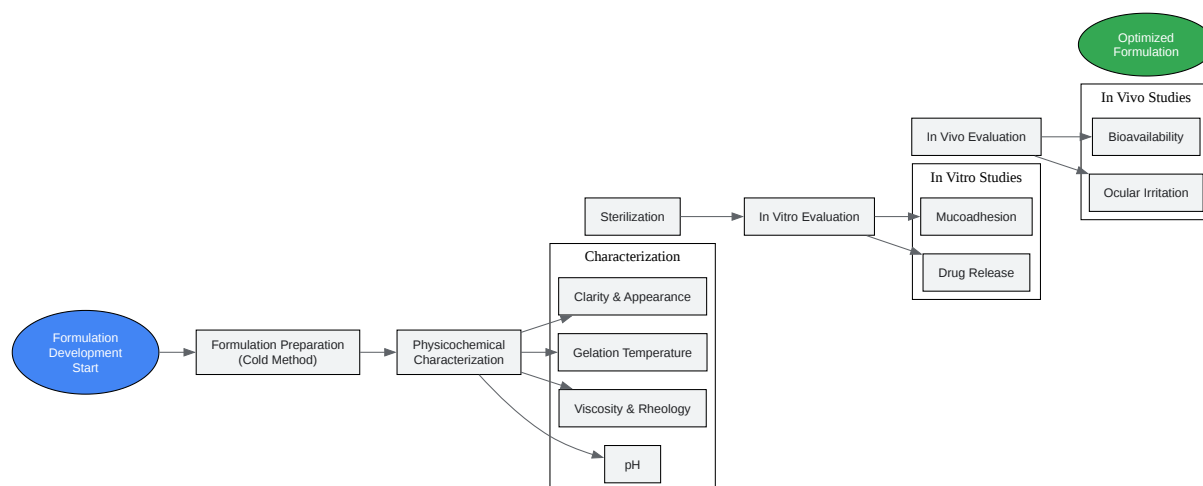 Optimized
Formulation
In Vivo Studies
In Vivo Evaluation
Bioavailability
In Vitro Studies
Ocular Irritation
Sterilization
In Vitro Evaluation
Mucoadhesion
Characterization
Drug Release
Clarity & Appearance
Formulation
Development
Start
Formulation Preparation
(Cold Method)
Physicochemical
Characterization
Gelation Temperature
Viscosity & Rheology
pH